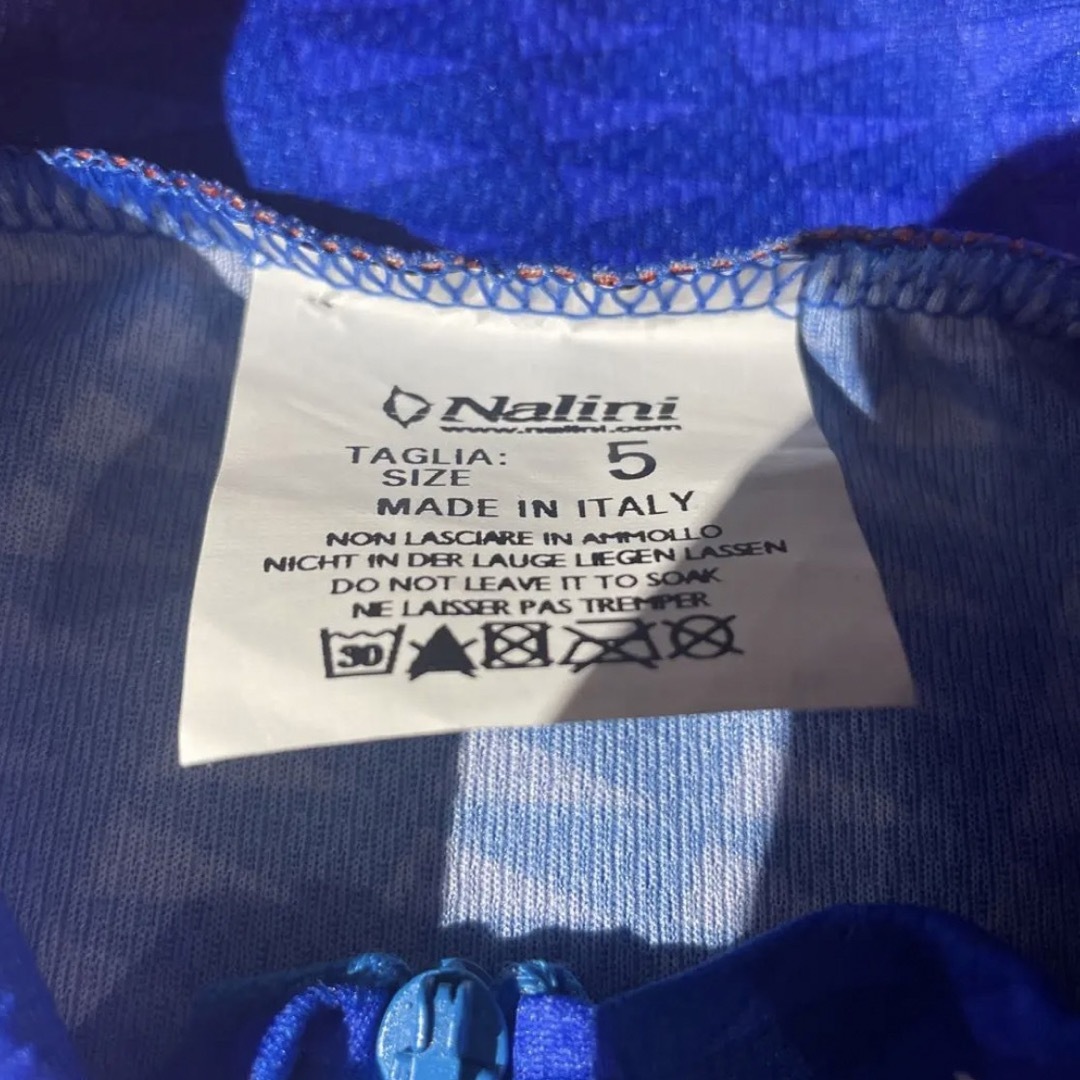 Nalini
www.nalini.com
TAGLIA: 5
SIZE
MADE IN ITALY
NON LASCIARE IN AMMOLLO
NICHT IN DER LAUGE LIEGEN LASSEN
DO NOT LEAVE IT TO SOAK
NE LAISSER PAS TREMPER
30